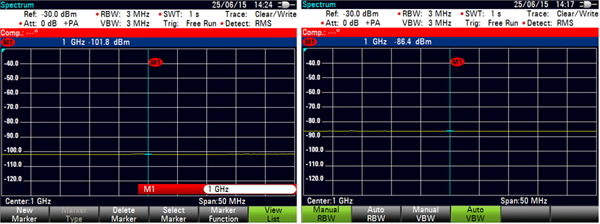 Spectrum 25/06/15 14:24
Ref: -30.0 dBm RBW: 3 MHz SWT: 1 s Trace: Clear/Write
Att: 0 dB +PA VBW: 3 MHz Trig: Free Run Detect: RMS
Comp.: ---°
M1 1 GHz -101.8 dBm
M1
-40.0
-50.0
-60.0
-70.0
-80.0
-90.0
-100.0
-110.0
-120.0
M1 1 GHz
Center:1 GHz Span:50 MHz
New Marker
Marker Type
Delete Marker
Select Marker
Marker Function
View List
Spectrum 25/06/15 14:17
Ref: -30.0 dBm RBW: 3 MHz SWT: 1 s Trace: Clear/Write
Att: 0 dB +PA VBW: 3 MHz Trig: Free Run Detect: RMS
Comp.: ---°
M1 1 GHz -86.4 dBm
M1
-40.0
-50.0
-60.0
-70.0
-80.0
-90.0
-100.0
-110.0
-120.0
Center:1 GHz Span:50 MHz
Manual RBW
Auto RBW
Manual VBW
Auto VBW